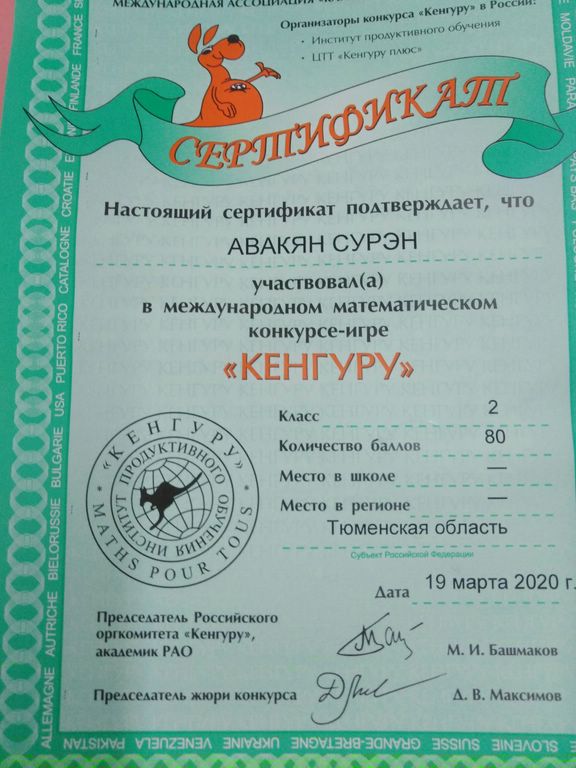 МЕЖДУНАРОДНАЯ АССОЦИАЦИЯ
Организаторы конкурса «Кенгуру» в России:
• Институт продуктивного обучения
• ЦТТ «Кенгуру плюс»
СЕРТИФИКАТ
Настоящий сертификат подтверждает, что
АВАКЯН СУРЭН
участвовал(а)
в международном математическом
конкурсе-игре
«КЕНГУРУ»
Класс 2
Количество баллов 80
Место в школе —
Место в регионе —
Тюменская область
Субъект Российской Федерации
Дата 19 марта 2020 г.
«КЕНГУРУ»
ИНСТИТУТ ПРОДУКТИВНОГО ОБУЧЕНИЯ
MATHS POUR TOUS
Председатель Российского
оргкомитета «Кенгуру»,
академик РАО
М. И. Башмаков
Председатель жюри конкурса
Д. В. Максимов
ALLEMAGNE AUTRICHE BIELORUSSIE BULGARIE USA PUERTO RICO CATALOGNE CROATIE FINLANDE FRANCE
SLOVENIE SUISSE GRANDE-BRETAGNE UKRAINE VENEZUELA PAKISTAN
MOLDAVIE